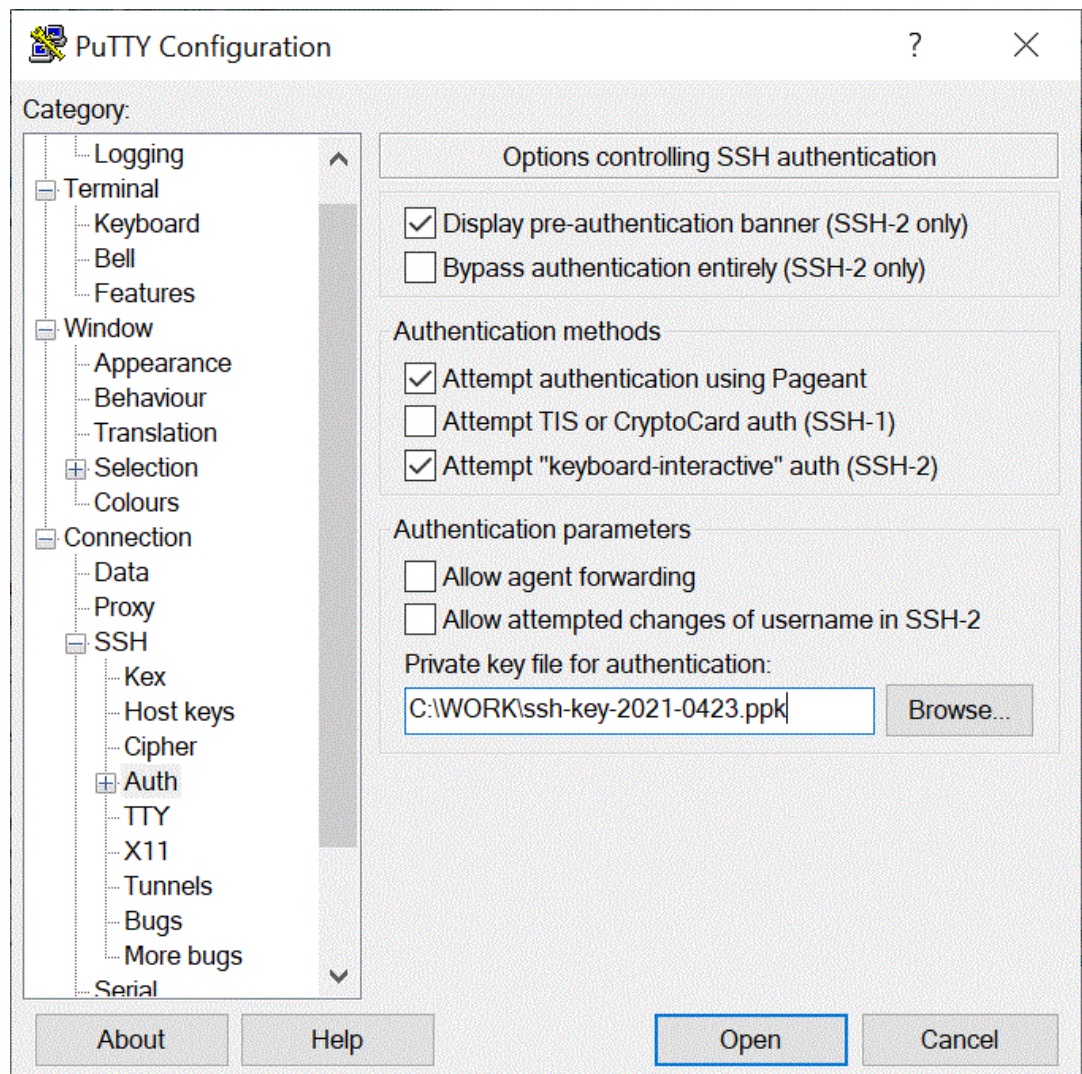 PuTTY Configuration
?
Category:
Logging
Terminal
Keyboard
Bell
Features
Window
Appearance
Behaviour
Translation
Selection
Colours
Connection
Data
Proxy
SSH
Kex
Host keys
Cipher
Auth
TTY
X11
Tunnels
Bugs
More bugs
Serial
Options controlling SSH authentication
Display pre-authentication banner (SSH-2 only)
Bypass authentication entirely (SSH-2 only)
Authentication methods
Attempt authentication using Pageant
Attempt TIS or CryptoCard auth (SSH-1)
Attempt "keyboard-interactive" auth (SSH-2)
Authentication parameters
Allow agent forwarding
Allow attempted changes of username in SSH-2
Private key file for authentication:
C:\WORK\ssh-key-2021-0423.ppk
Browse...
About
Help
Open
Cancel